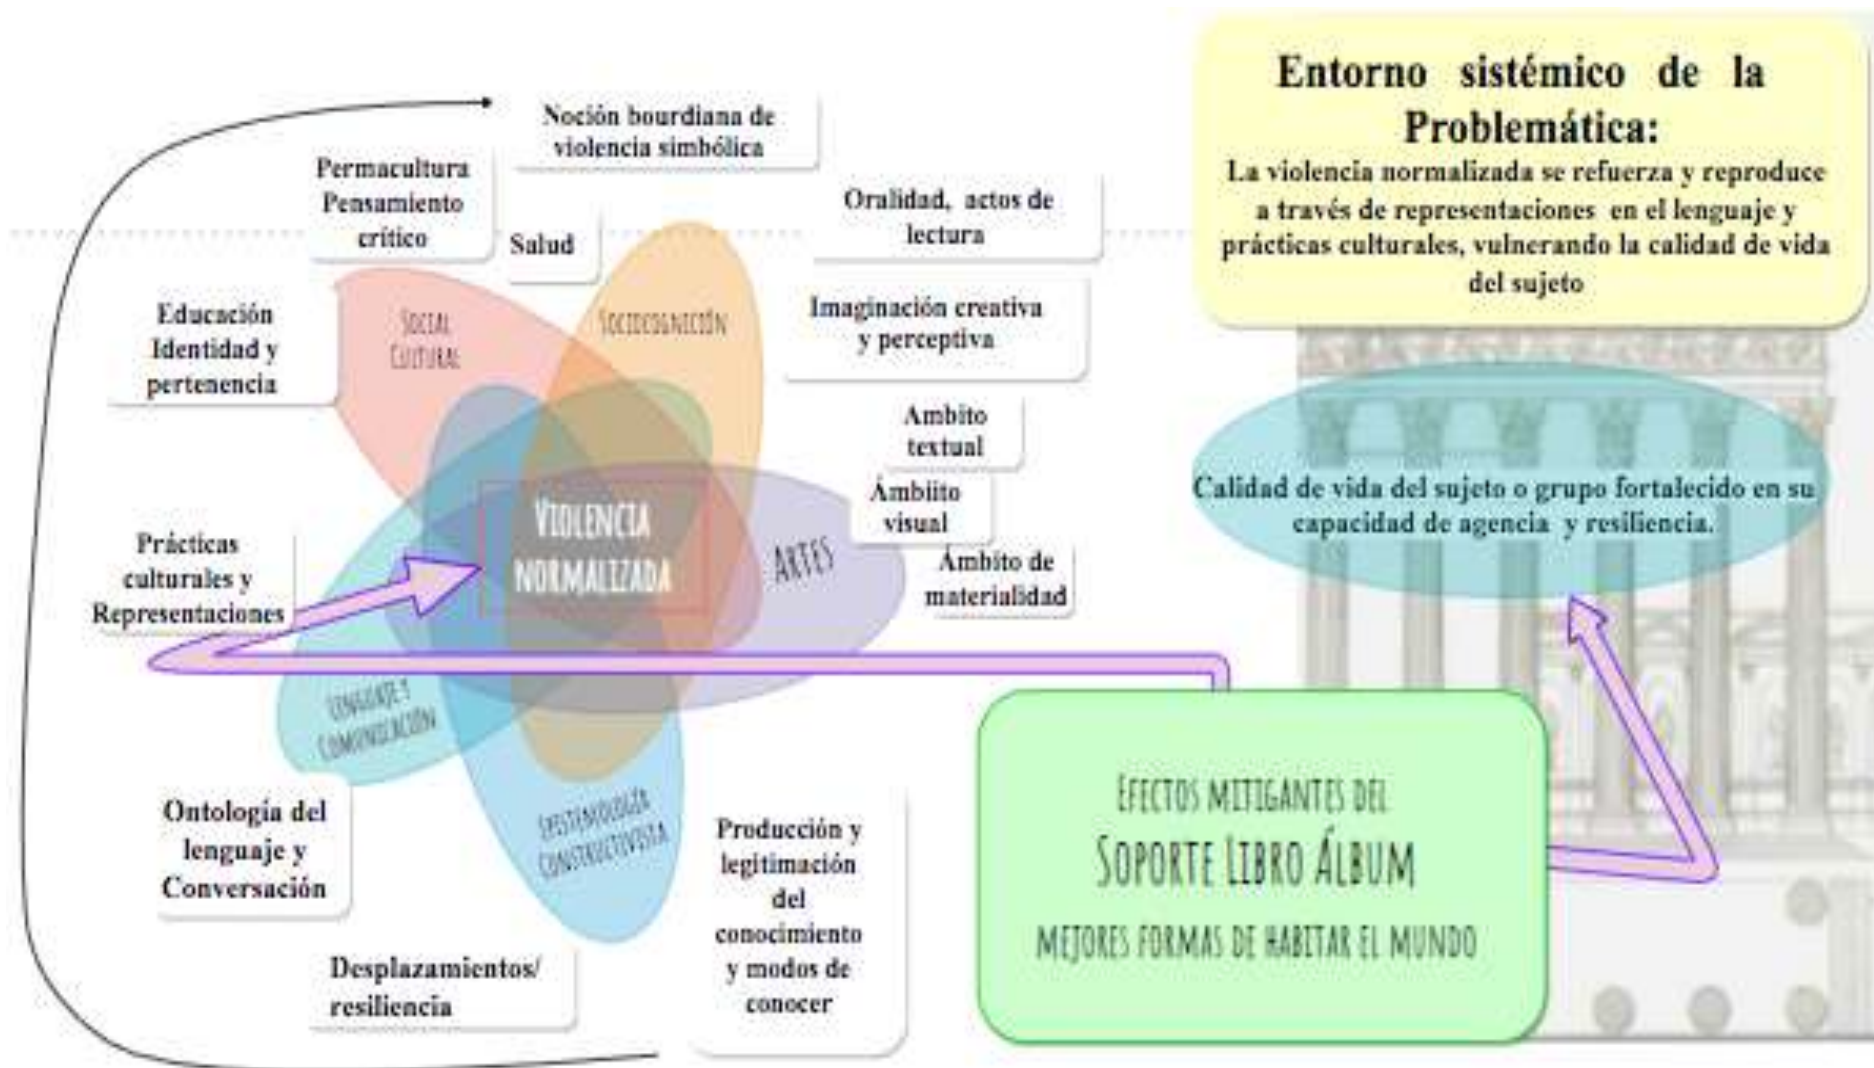 Entorno sistémico de la
Problemática:
La violencia normalizada se refuerza y reproduce
a través de representaciones en el lenguaje y
prácticas culturales, vulnerando la calidad de vida
del sujeto
Noción bourdiana de
violencia simbólica
Permacultura
Pensamiento
crítico
Salud
Oralidad, actos de
lectura
Educación
Identidad y
pertenencia
SOCIAL
CULTURAL
SOCIOCOGNICIÓN
Imaginación creativa
y perceptiva
Ambito
textual
Ámbiito
visual
Ámbito de
materialidad
ARTES
VIOLENCIA
NORMALIZADA
Prácticas
culturales y
Representaciones
Calidad de vida del sujeto o grupo fortalecido en su
capacidad de agencia y resiliencia.
LENGUAJE Y
COMUNICACIÓN
EPISTEMOLOGÍA
CONSTRUCTIVISTA
Ontología del
lenguaje y
Conversación
Desplazamientos/
resiliencia
Producción y
legitimación
del
conocimiento
y modos de
conocer
EFECTOS MITIGANTES DEL
SOPORTE LIBRO ÁLBUM
MEJORES FORMAS DE HABITAR EL MUNDO